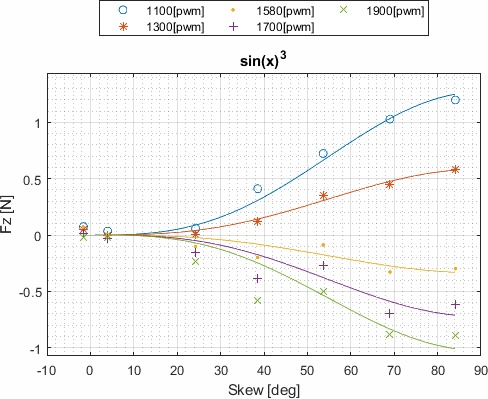 1100[pwm] 1580[pwm] 1900[pwm]
1300[pwm] 1700[pwm]
sin(x)³
1
0.5
0
-0.5
-1
Fz [N]
-10 0 10 20 30 40 50 60 70 80 90
Skew [deg]